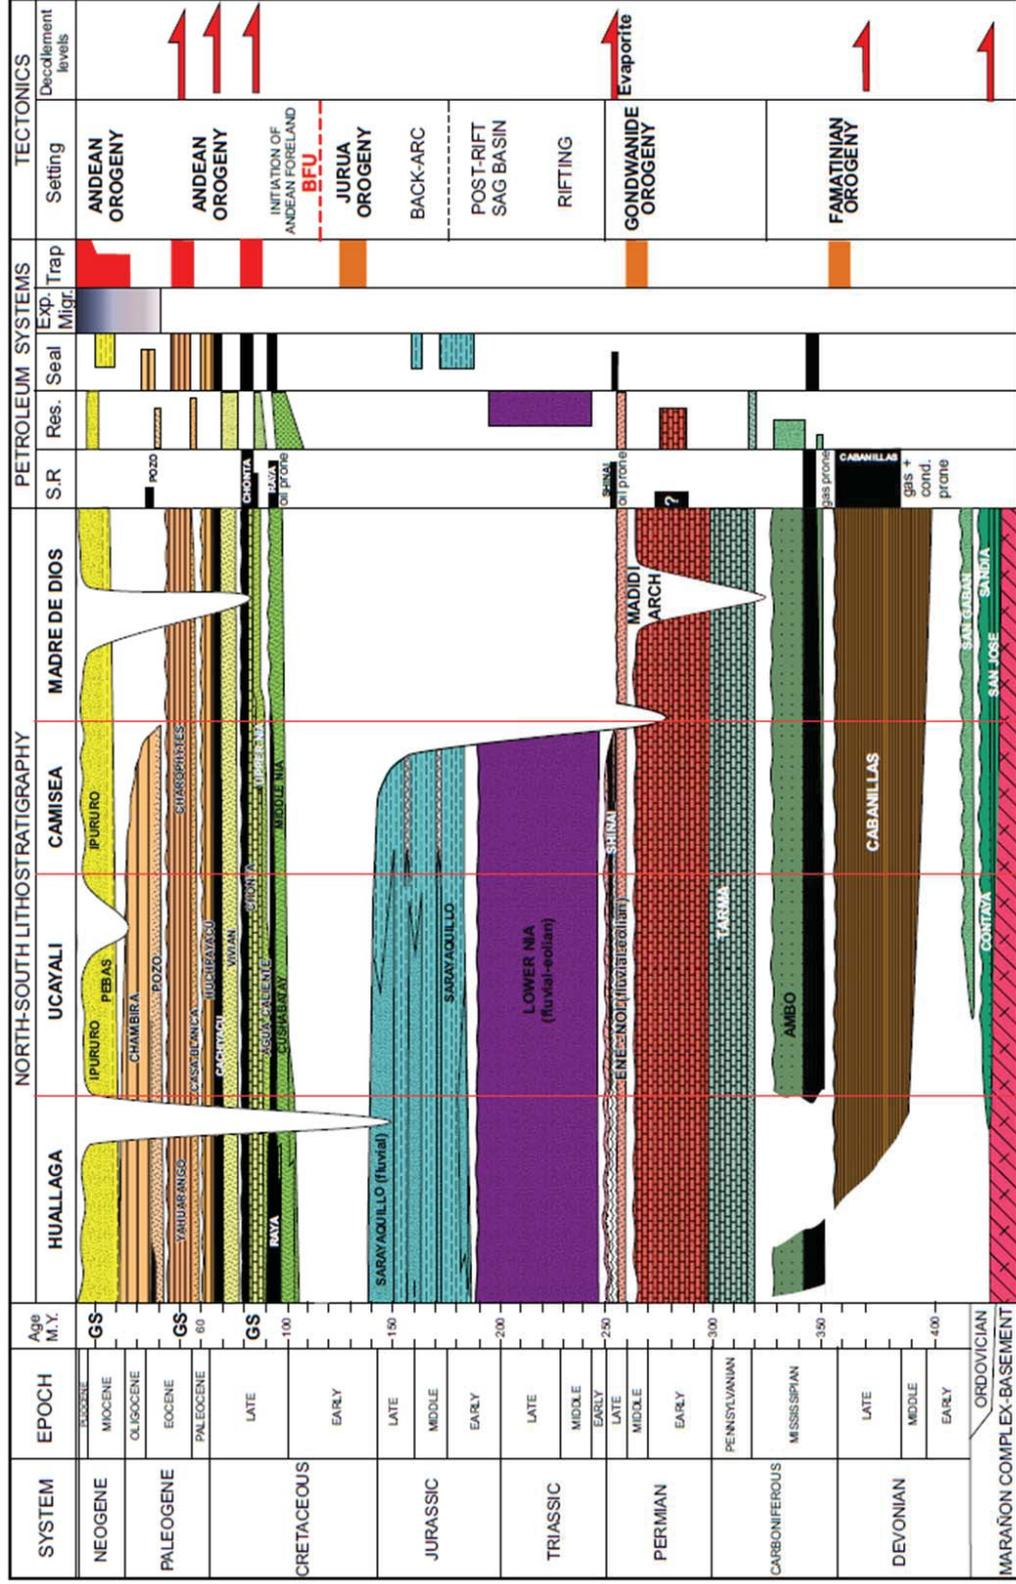 SYSTEM
EPOCH
Age
M.Y.
NORTH-SOUTH LITHOSTRATIGRAPHY
HUALLAGA
UCAYALI
CAMISEA
MADRE DE DIOS
PETROLEUM SYSTEMS
S.R
Res.
Seal
Exp.
Migr.
Trap
TECTONICS
Setting
Decollement
levels
NEOGENE
PALEOGENE
CRETACEOUS
JURASSIC
TRIASSIC
PERMIAN
CARBONIFEROUS
DEVONIAN
MARAÑON COMPLEX-BASEMENT
MIOCENE
OLIGOCENE
EOCENE
PALEOCENE
LATE
EARLY
LATE
MIDDLE
EARLY
LATE
MIDDLE
EARLY
LATE
MIDDLE
EARLY
PENNSYLVANIAN
MISSISSIPIAN
LATE
MIDDLE
EARLY
ORDOVICIAN
GS
GS
60
GS
100
150
200
250
300
350
400
IPURURO
PEBAS
IPURURO
CHAMBIRA
POZO
YAHUARANGO
CHAROPHITES
CASA BLANCA
HUCHPAYACU
CACHIYACU
VIVIAN
CHONTA
UPPER NIA
AGUA CALIENTE
RAYA
CUSHABATAY
MIDDLE NIA
SARAYAQUILLO (fluvial)
SARAYAQUILLO
LOWER NIA
(fluvial-eolian)
SHINAI
ENE - NOI (fluvial eolian)
MADIDI
ARCH
TARMA
AMBO
CABANILLAS
SAN GABAN
CONTAYA
SANDIA
SAN JOSE
POZO
CHONTA
RAYA
oil prone
SHINAI
oil prone
?
gas prone
CABANILLAS
gas +
cond.
prone
ANDEAN
OROGENY
ANDEAN
OROGENY
INITIATION OF
ANDEAN FORELAND
BFU
JURUA
OROGENY
BACK-ARC
POST-RIFT
SAG BASIN
RIFTING
GONDWANIDE
OROGENY
FAMATINIAN
OROGENY
Evaporite